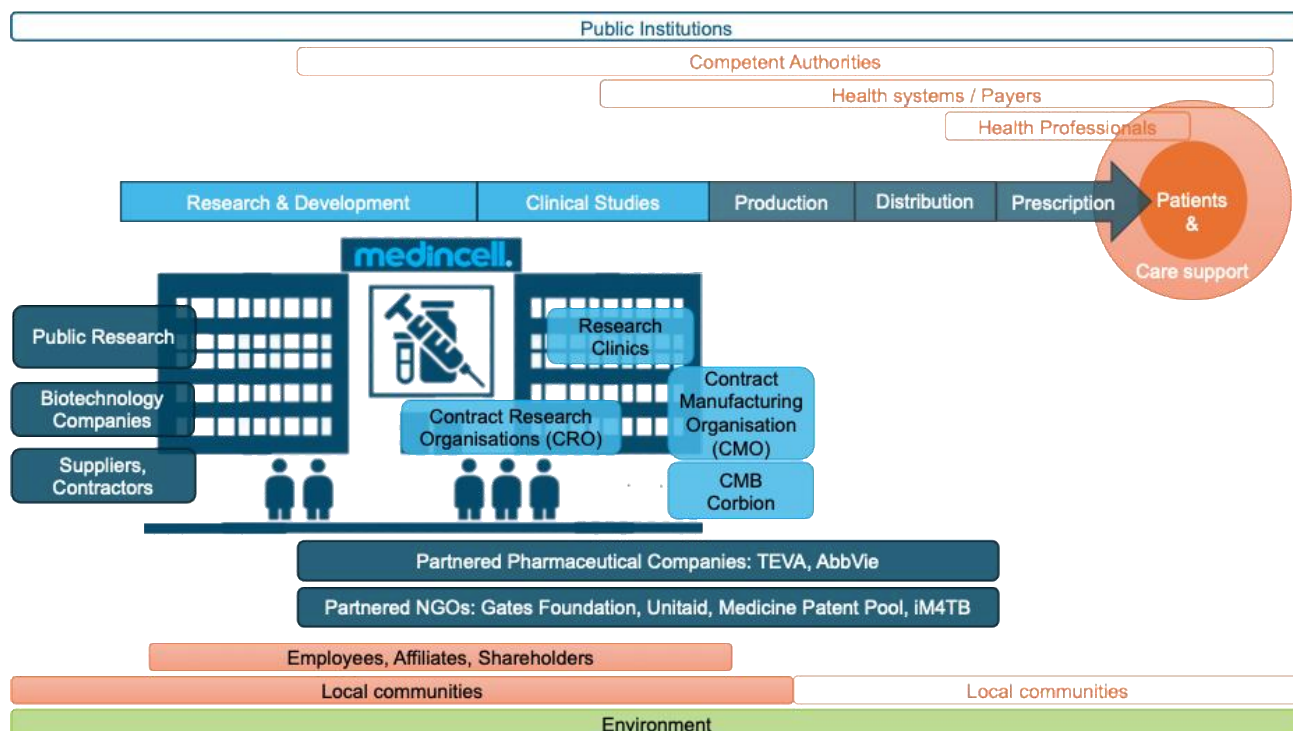 Public Institutions
Competent Authorities
Health systems / Payers
Health Professionals
Research & Development
Clinical Studies
Production
Distribution
Prescription
Patients
&
Care support
medincell.
Public Research
Research
Clinics
Biotechnology
Companies
Contract
Manufacturing
Organisation
(CMO)
Contract Research
Organisations (CRO)
Suppliers,
Contractors
CMB
Corbion
Partnered Pharmaceutical Companies: TEVA, AbbVie
Partnered NGOs: Gates Foundation, Unitaid, Medicine Patent Pool, iM4TB
Employees, Affiliates, Shareholders
Local communities
Local communities
Environment